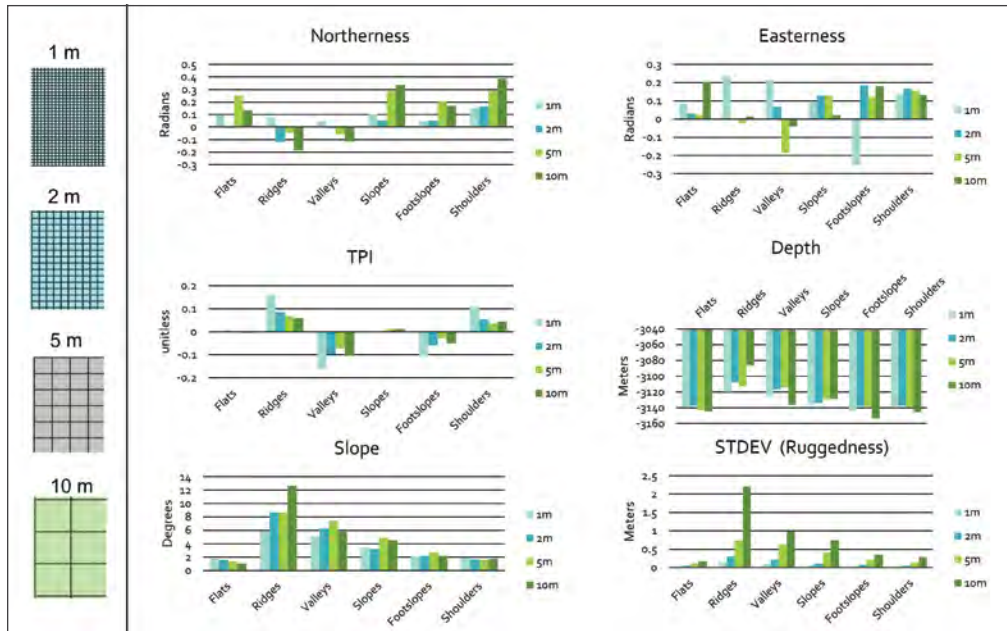 1 m
2 m
5 m
10 m
Northerness
Radians
0.5
0.4
0.3
0.2
0.1
0
-0.1
-0.2
-0.3
Flats
Ridges
Valleys
Slopes
Footslopes
Shoulders
1m
2m
5m
10m
Easterness
Radians
0.3
0.2
0.1
0
-0.1
-0.2
-0.3
Flats
Ridges
Valleys
Slopes
Footslopes
Shoulders
1m
2m
5m
10m
TPI
unitless
0.2
0.1
0
-0.1
-0.2
Flats
Ridges
Valleys
Slopes
Footslopes
Shoulders
1m
2m
5m
10m
Depth
Flats
Ridges
Valleys
Slopes
Footslopes
Shoulders
Meters
-3040
-3060
-3080
-3100
-3120
-3140
-3160
1m
2m
5m
10m
Slope
Degrees
14
12
10
8
6
4
2
0
Flats
Ridges
Valleys
Slopes
Footslopes
Shoulders
1m
2m
5m
10m
STDEV (Ruggedness)
Meters
2.5
2
1.5
1
0.5
0
Flats
Ridges
Valleys
Slopes
Footslopes
Shoulders
1m
2m
5m
10m